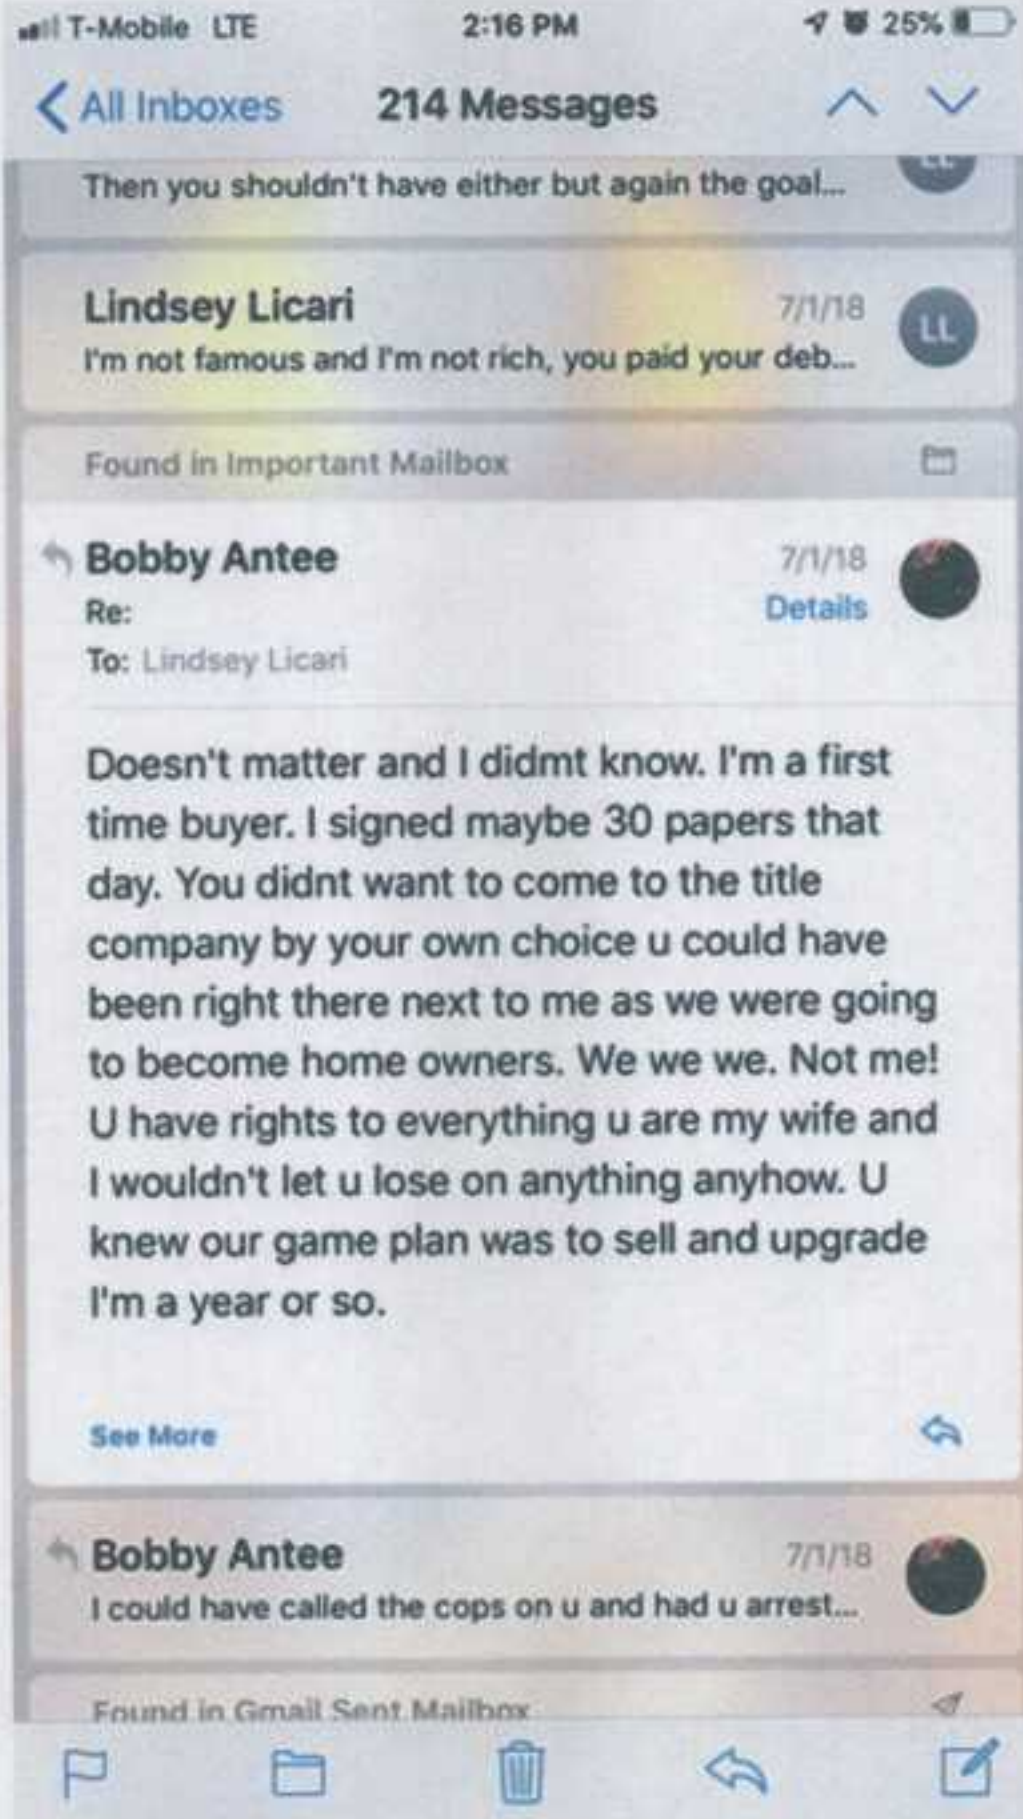 T-Mobile LTE 2:16 PM 25%
All Inboxes 214 Messages
Then you shouldn't have either but again the goal...
Lindsey Licari 7/1/18 LL
I'm not famous and I'm not rich, you paid your deb...
Found in Important Mailbox
Bobby Antee 7/1/18
Re: Details
To: Lindsey Licari
Doesn't matter and I didmt know. I'm a first
time buyer. I signed maybe 30 papers that
day. You didnt want to come to the title
company by your own choice u could have
been right there next to me as we were going
to become home owners. We we we. Not me!
U have rights to everything u are my wife and
I wouldn't let u lose on anything anyhow. U
knew our game plan was to sell and upgrade
I'm a year or so.
See More
Bobby Antee 7/1/18
I could have called the cops on u and had u arrest...
Found in Gmail Sent Mailbox